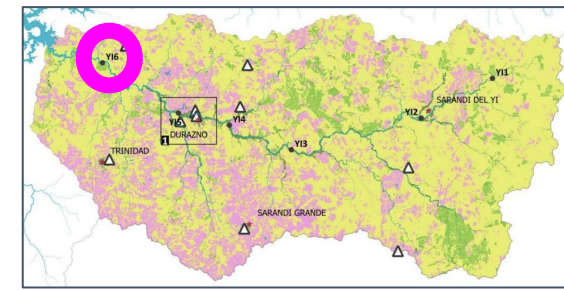 YI6
YI1
SARANDI DEL YI
YI2
YI5
YI4
DURAZNO
1
YI3
TRINIDAD
SARANDI GRANDE